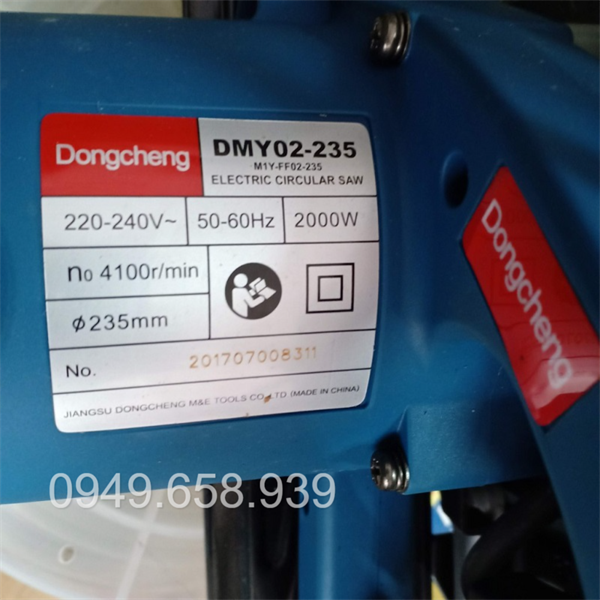 Dongcheng
DMY02-235
M1Y-FF02-235
ELECTRIC CIRCULAR SAW
220-240V~ 50-60Hz 2000W
n₀ 4100r/min
ϕ235mm
No. 201707008311
JIANGSU DONGCHENG M&E TOOLS CO.,LTD (MADE IN CHINA)
Dongcheng
0949.658.939